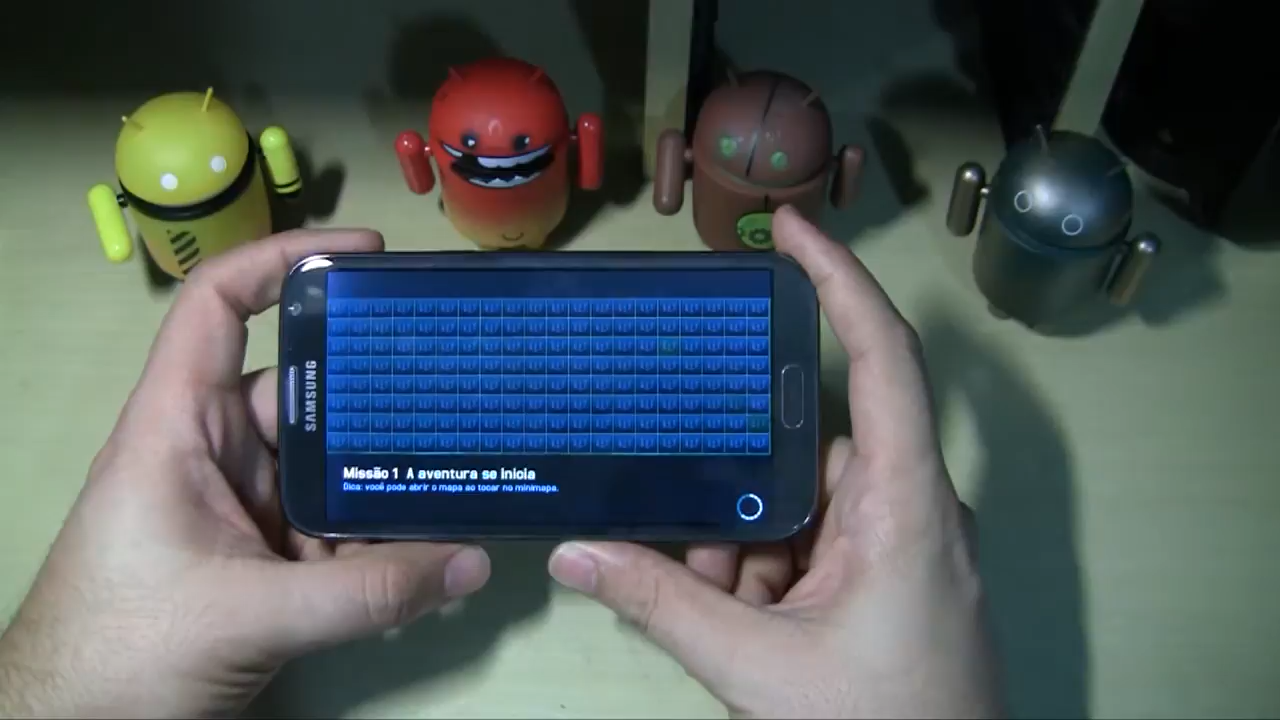 SAMSUNG
Missão 1 A aventura se inicia
Dica: você pode abrir o mapa ao tocar no minimapa.